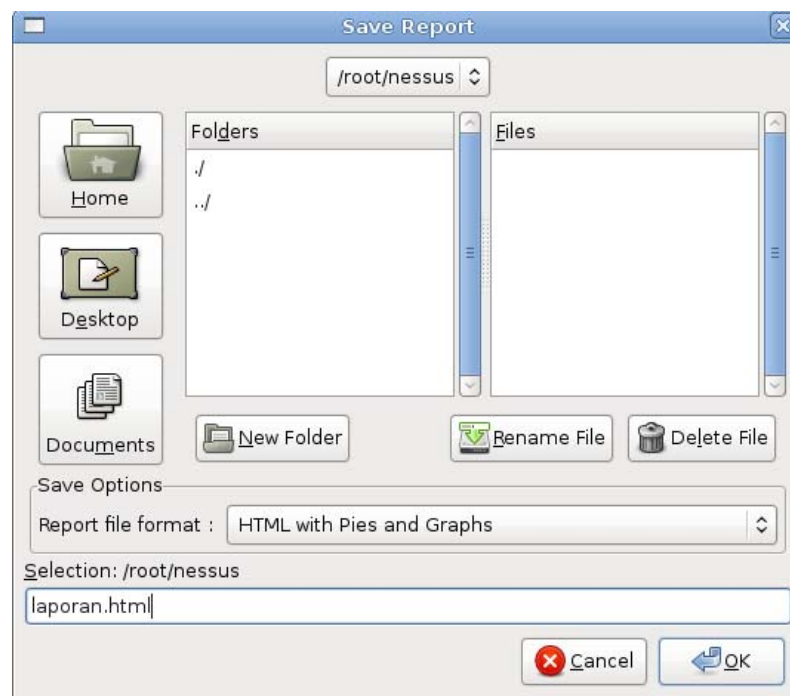 Save Report
/root/nessus
Folders
Files
./
../
Home
Desktop
Documents
New Folder
Rename File
Delete File
Save Options
Report file format :
HTML with Pies and Graphs
Selection: /root/nessus
laporan.html
Cancel
OK